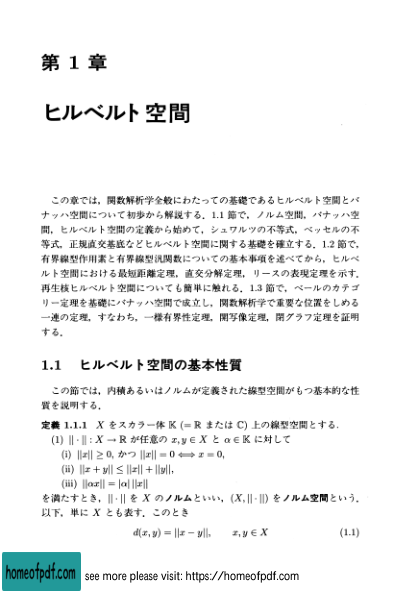 第 1 章
ヒルベルト空間
この章では，関数解析学全般にわたっての基礎であるヒルベルト空間とバ
ナッハ空間について初歩から解説する．1.1 節で，ノルム空間，バナッハ空
間，ヒルベルト空間の定義から始めて，シュワルツの不等式，ベッセルの不
等式，正規直交基底などヒルベルト空間に関する基礎を確立する．1.2 節で，
有界線型作用素と有界線型汎関数についての基本事項を述べてから，ヒルベ
ルト空間における最短距離定理，直交分解定理，リースの表現定理を示す．
再生核ヒルベルト空間についても簡単に触れる．1.3 節で，ベールのカテゴ
リー定理を基礎にバナッハ空間で成立し，関数解析学で重要な位置をしめる
一連の定理，すなわち，一様有界性定理，開写像定理，閉グラフ定理を証明
する．
1.1 ヒルベルト空間の基本性質
この節では，内積あるいはノルムが定義された線型空間がもつ基本的な性
質を説明する．
定義 1.1.1 X をスカラー体 𝕂 (= ℝ または ℂ) 上の線型空間とする．
(1) ||·|| : X → ℝ が任意の x, y ∈ X と α ∈ 𝕂 に対して
(i) ||x|| ≥ 0, かつ ||x|| = 0 ⟺ x = 0,
(ii) ||x + y|| ≤ ||x|| + ||y||,
(iii) ||αx|| = |α| ||x||
を満たすとき，||·|| を X のノルムといい，(X, ||·||) をノルム空間という．
以下，単に X とも表す．このとき
d(x, y) = ||x − y||, x, y ∈ X (1.1)
homeofpdf.com see more please visit: https://homeofpdf.com